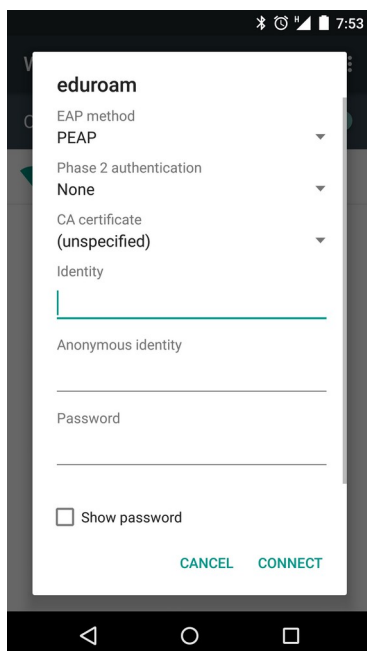 H
7:53
eduroam
EAP method
PEAP
Phase 2 authentication
None
CA certificate
(unspecified)
Identity
Anonymous identity
Password
Show password
CANCEL CONNECT